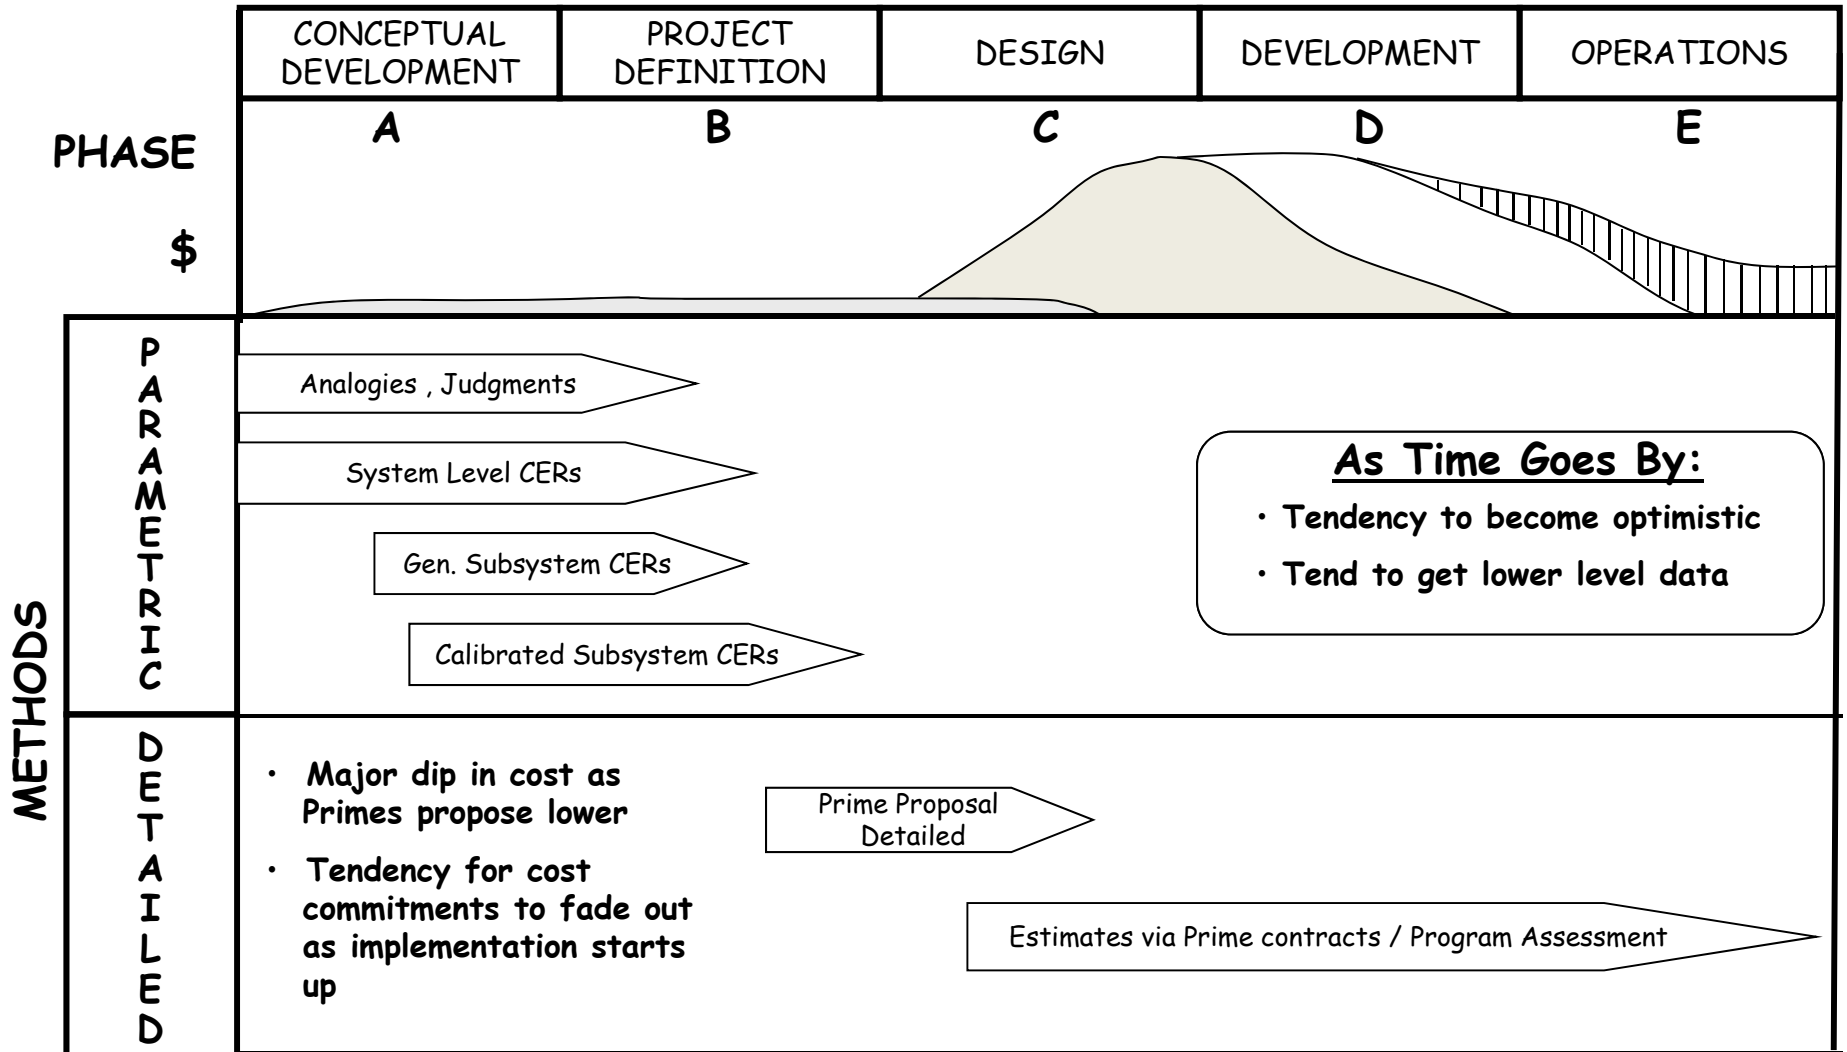 CONCEPTUAL
DEVELOPMENT
PROJECT
DEFINITION
DESIGN
DEVELOPMENT
OPERATIONS
PHASE
A
B
C
D
E
$
METHODS
PARAMETRIC
Analogies , Judgments
System Level CERs
Gen. Subsystem CERs
Calibrated Subsystem CERs
As Time Goes By:
• Tendency to become optimistic
• Tend to get lower level data
DETAILED
• Major dip in cost as
Primes propose lower
• Tendency for cost
commitments to fade out
as implementation starts
up
Prime Proposal
Detailed
Estimates via Prime contracts / Program Assessment